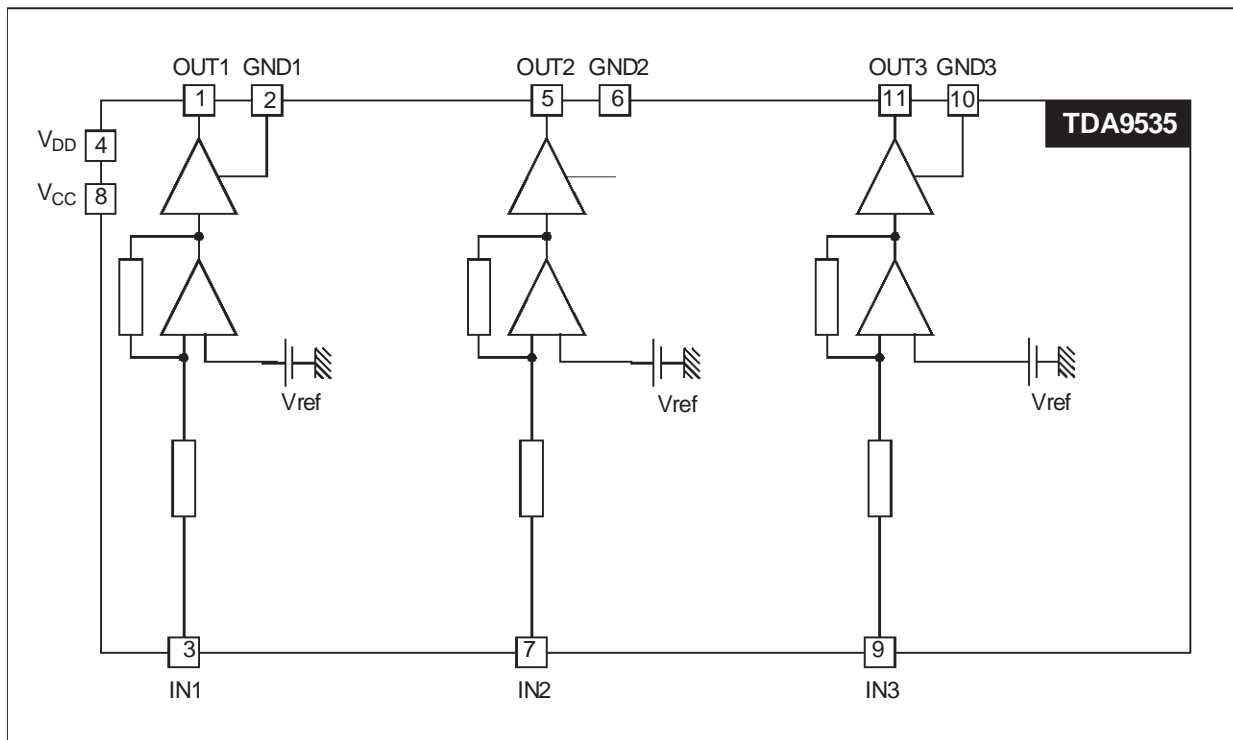 OUT1 GND1 OUT2 GND2 OUT3 GND3
1 2 5 6 11 10
TDA9535
VDD 4
VCC 8
Vref Vref Vref
3 7 9
IN1 IN2 IN3